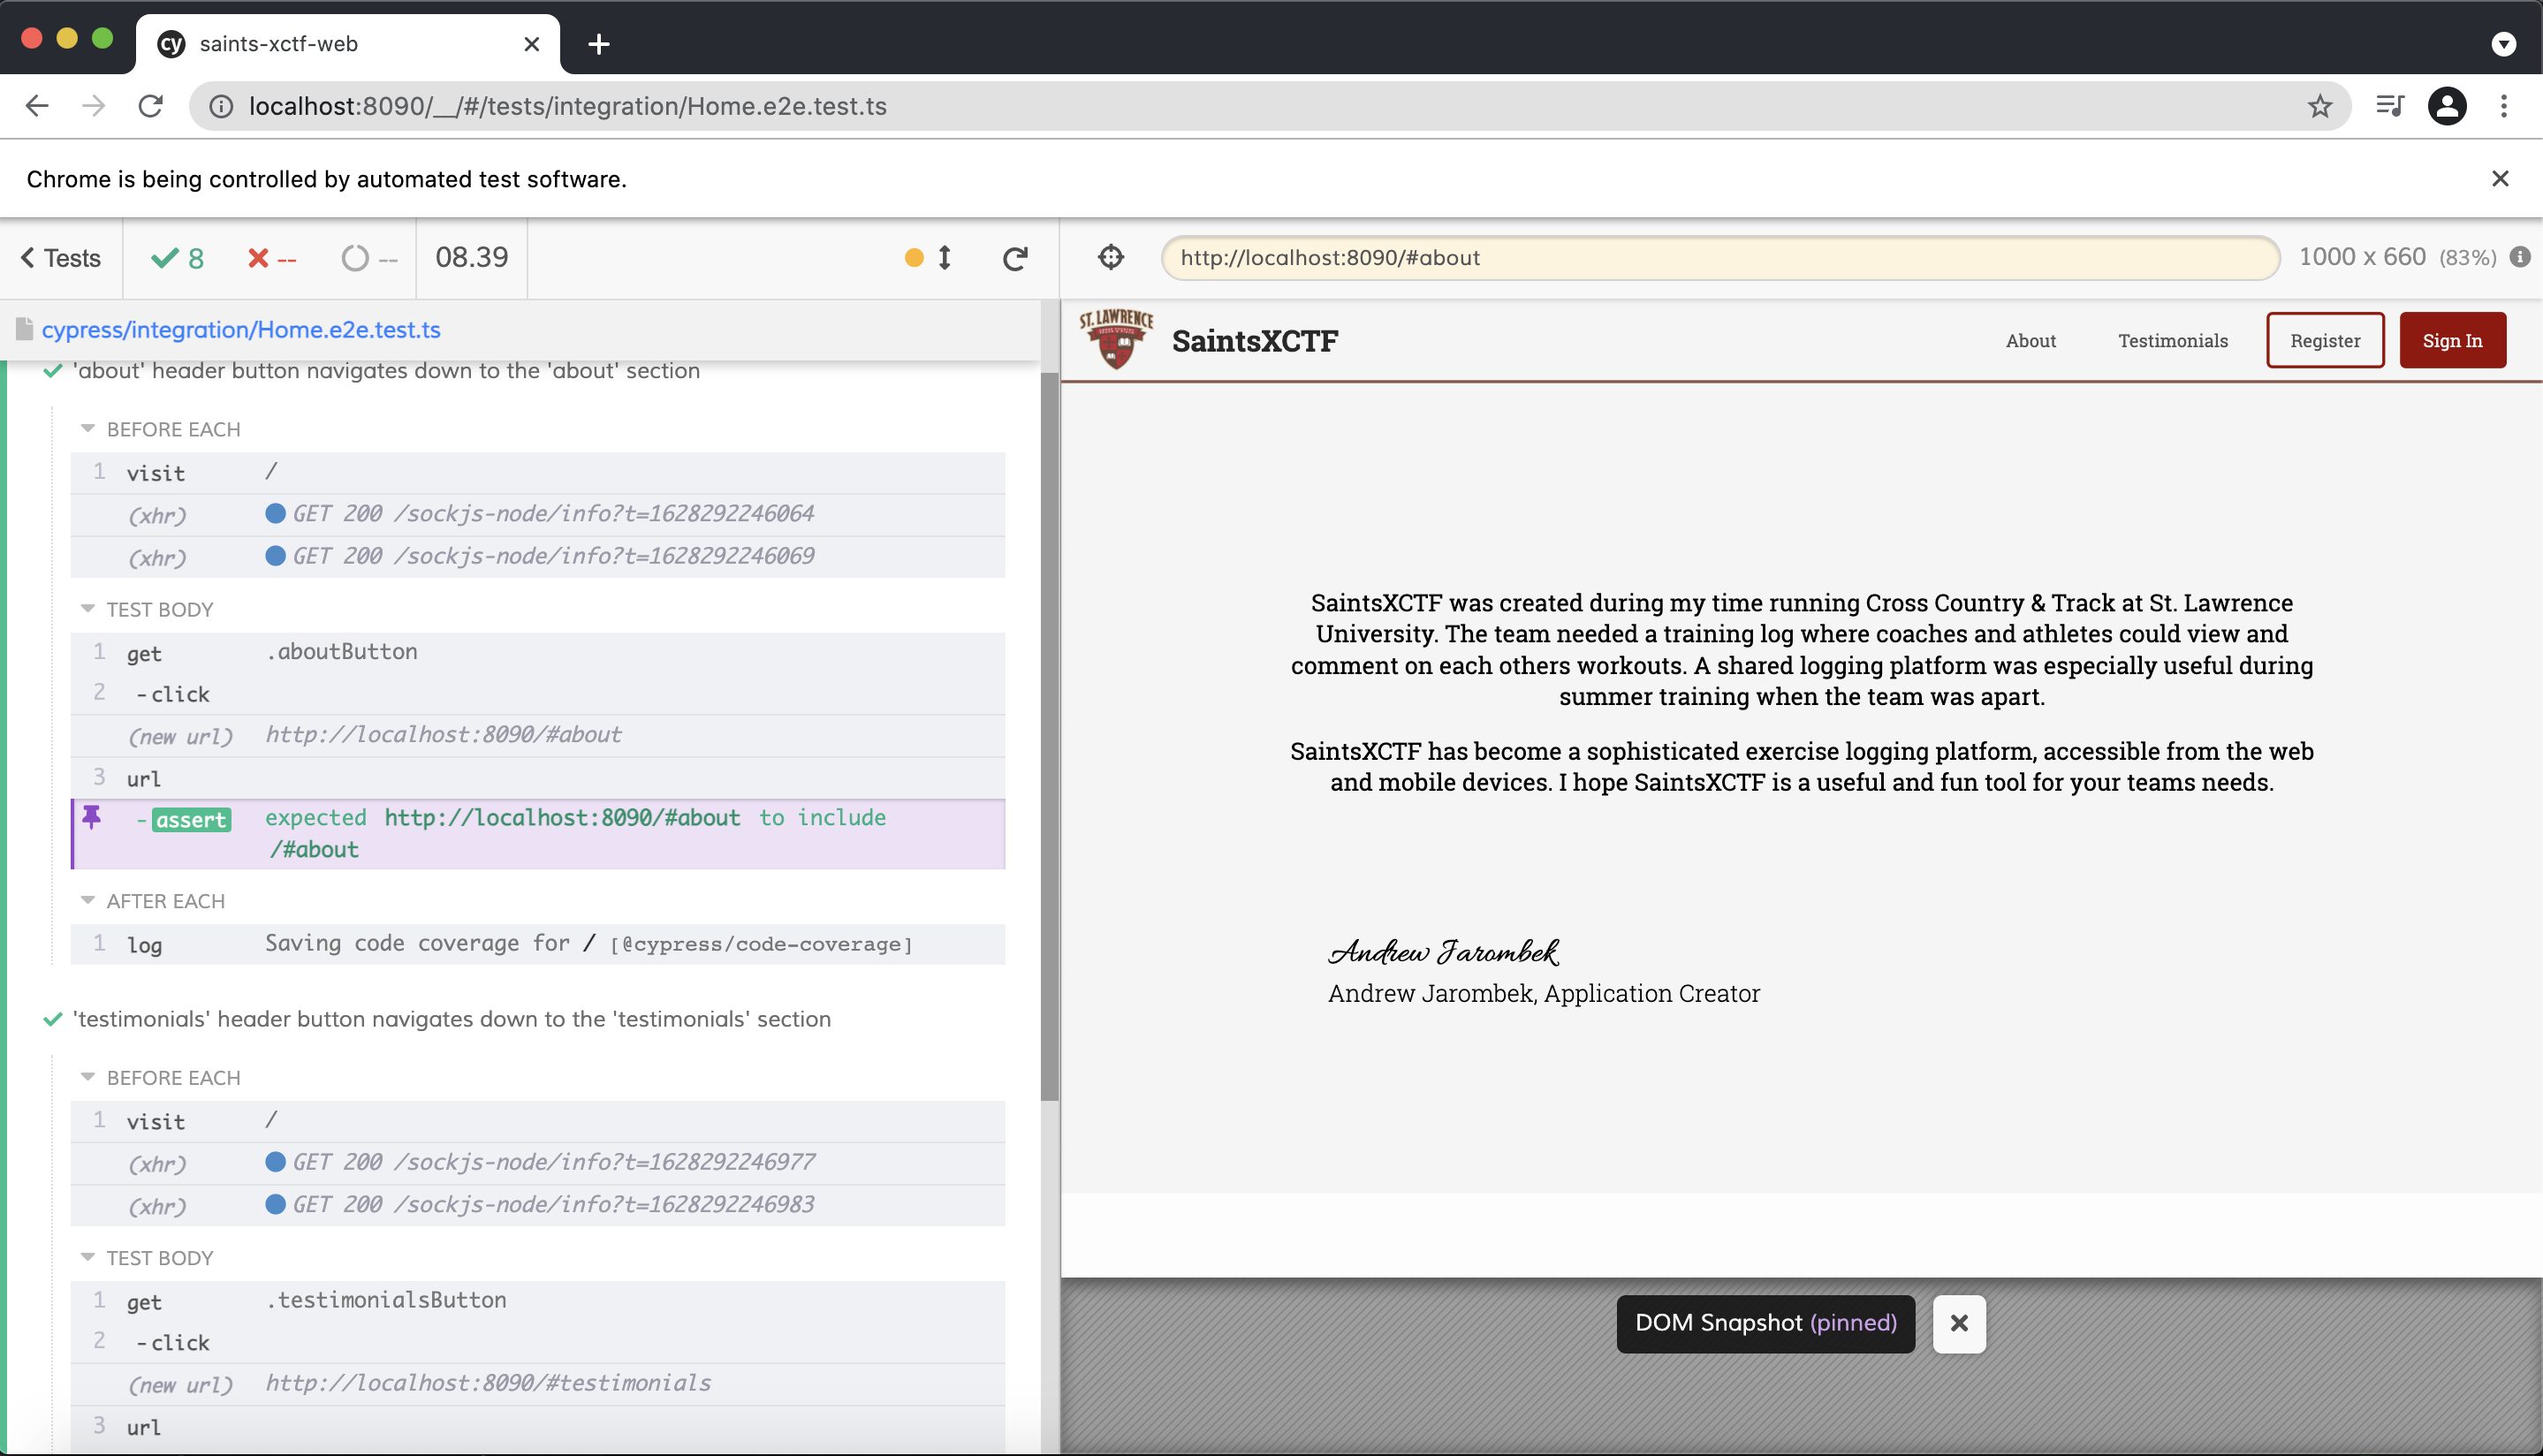 cy saints-xctf-web
localhost:8090/__/#/tests/integration/Home.e2e.test.ts
Chrome is being controlled by automated test software.
Tests 8 -- -- 08.39
http://localhost:8090/#about 1000 x 660 (83%)
cypress/integration/Home.e2e.test.ts
'about' header button navigates down to the 'about' section
BEFORE EACH
1 visit /
(xhr) GET 200 /sockjs-node/info?t=1628292246064
(xhr) GET 200 /sockjs-node/info?t=1628292246069
TEST BODY
1 get .aboutButton
2 -click
(new url) http://localhost:8090/#about
3 url
-assert expected http://localhost:8090/#about to include
/#about
AFTER EACH
1 log Saving code coverage for / [@cypress/code-coverage]
'testimonials' header button navigates down to the 'testimonials' section
BEFORE EACH
1 visit /
(xhr) GET 200 /sockjs-node/info?t=1628292246977
(xhr) GET 200 /sockjs-node/info?t=1628292246983
TEST BODY
1 get .testimonialsButton
2 -click
(new url) http://localhost:8090/#testimonials
3 url
ST. LAWRENCE
SaintsXCTF About Testimonials Register Sign In
SaintsXCTF was created during my time running Cross Country & Track at St. Lawrence
University. The team needed a training log where coaches and athletes could view and
comment on each others workouts. A shared logging platform was especially useful during
summer training when the team was apart.
SaintsXCTF has become a sophisticated exercise logging platform, accessible from the web
and mobile devices. I hope SaintsXCTF is a useful and fun tool for your teams needs.
Andrew Jarombek
Andrew Jarombek, Application Creator
DOM Snapshot (pinned)